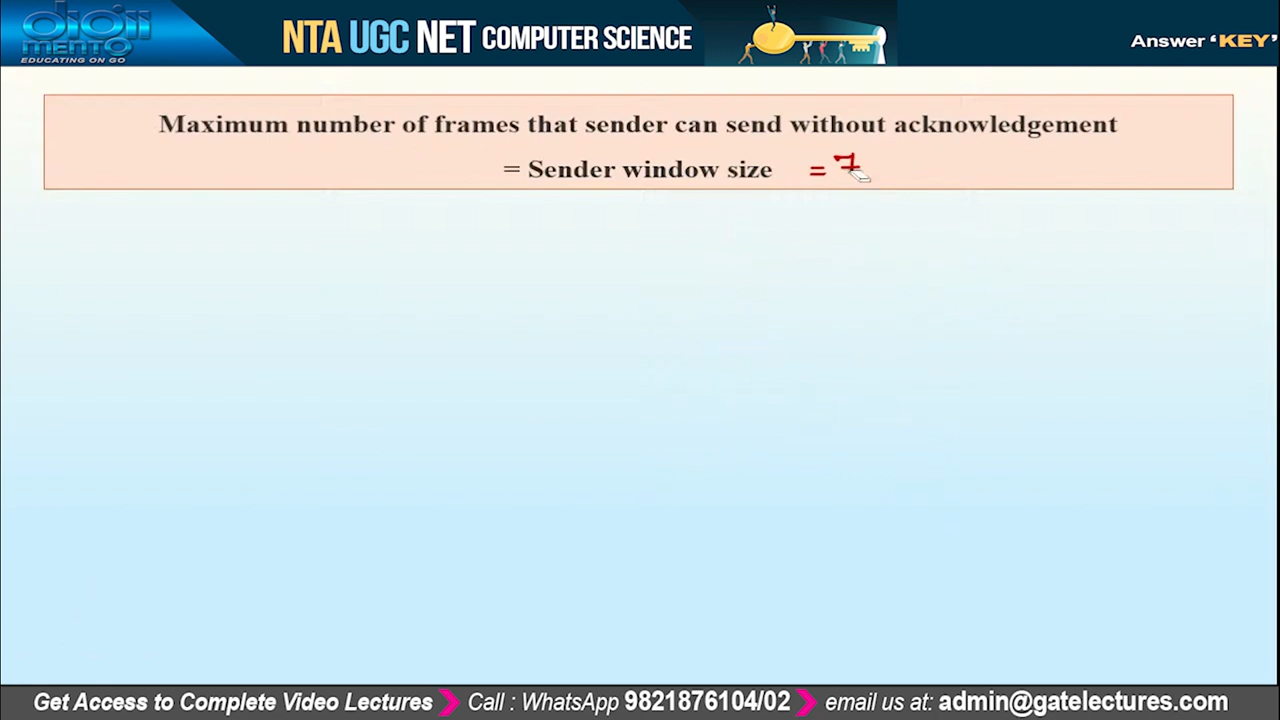 digii
MENTO
EDUCATING ON GO
NTA UGC NET COMPUTER SCIENCE
Answer ‘KEY’
Maximum number of frames that sender can send without acknowledgement
= Sender window size = 7
Get Access to Complete Video Lectures Call : WhatsApp 9821876104/02 email us at: admin@gatelectures.com